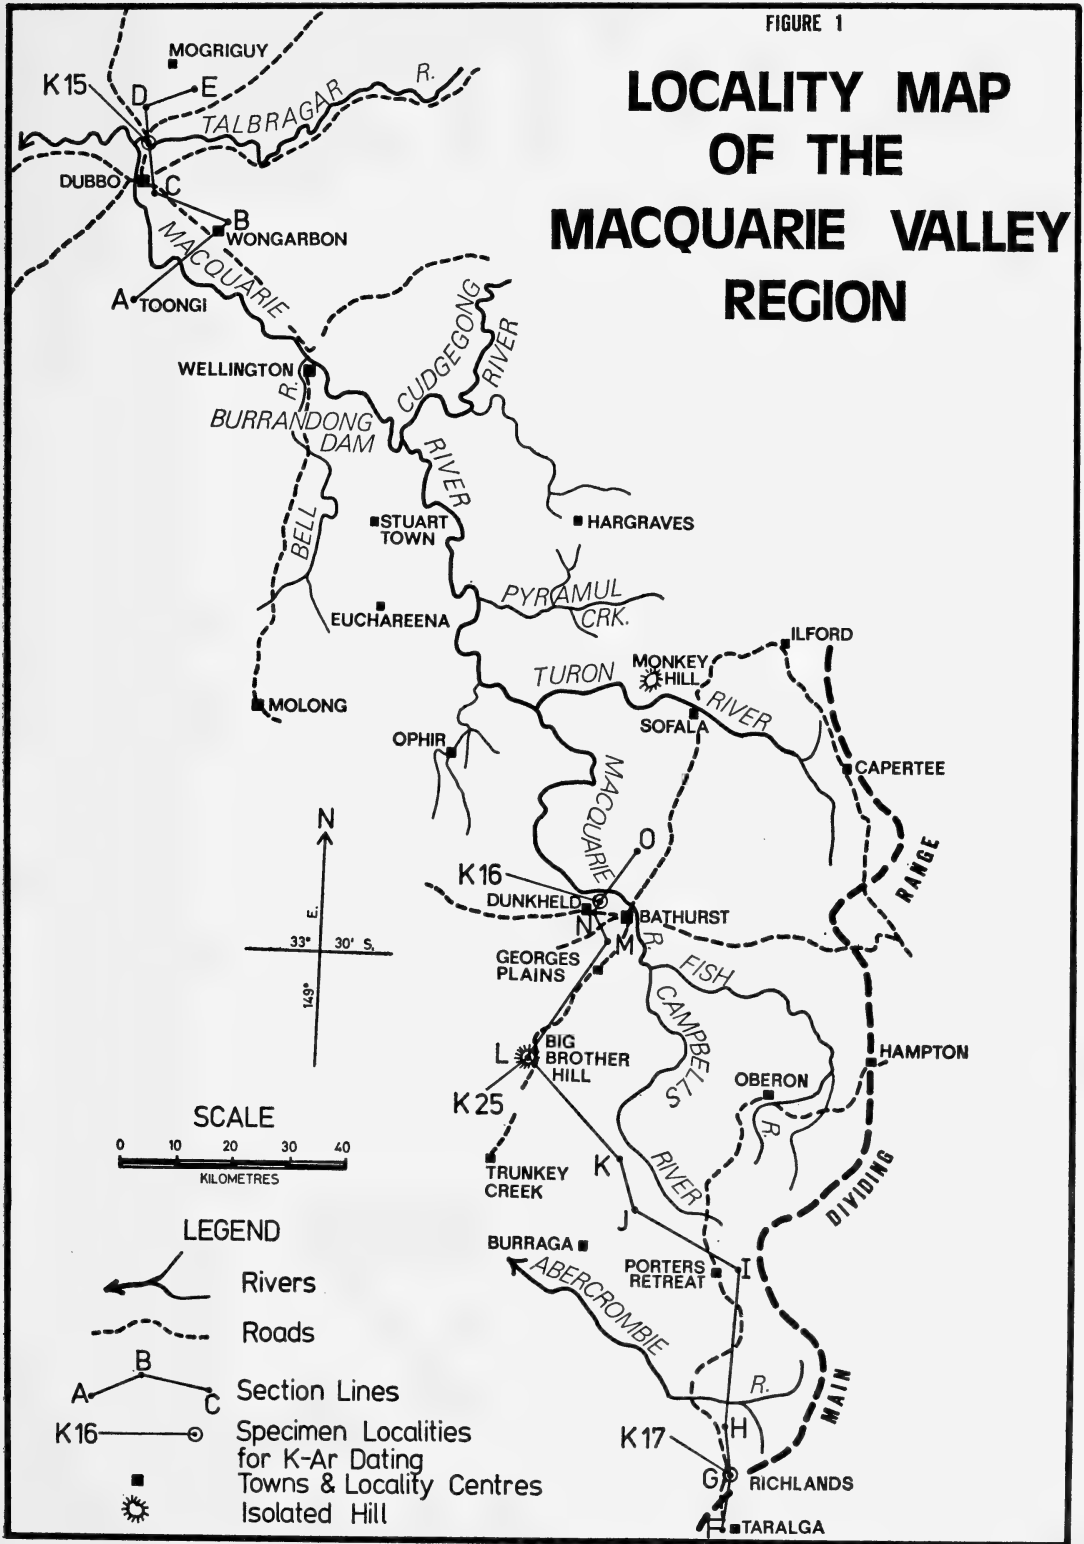 FIGURE 1
LOCALITY MAP
OF THE
MACQUARIE VALLEY
REGION
MOGRIGUY
K15
D
E
TALBRAGAR R.
DUBBO
C
B
WONGARBON
MACQUARIE
A
TOONGI
WELLINGTON
R.
CUDGEGONG
RIVER
BURRANDONG
DAM
RIVER
BELL
STUART
TOWN
HARGRAVES
PYRAMUL
CRK.
EUCHAREENA
ILFORD
MONKEY
HILL
TURON
RIVER
SOFALA
MOLONG
OPHIR
CAPERTEE
MACQUARIE
N
O
RANGE
K16
DUNKHELD
N
BATHURST
33° 30' S.
149° E.
M
R.
GEORGES
PLAINS
FISH
CAMPBELLS
L
BIG
BROTHER
HILL
HAMPTON
K25
OBERON
R.
SCALE
0 10 20 30 40
KILOMETRES
K
TRUNKEY
CREEK
RIVER
DIVIDING
J
LEGEND
BURRAGA
PORTERS
RETREAT
I
ABERCROMBIE
R.
Rivers
Roads
A B C
Section Lines
MAIN
K16
Specimen Localities
for K-Ar Dating
Towns & Locality Centres
Isolated Hill
H
K17
G
RICHLANDS
F
TARALGA